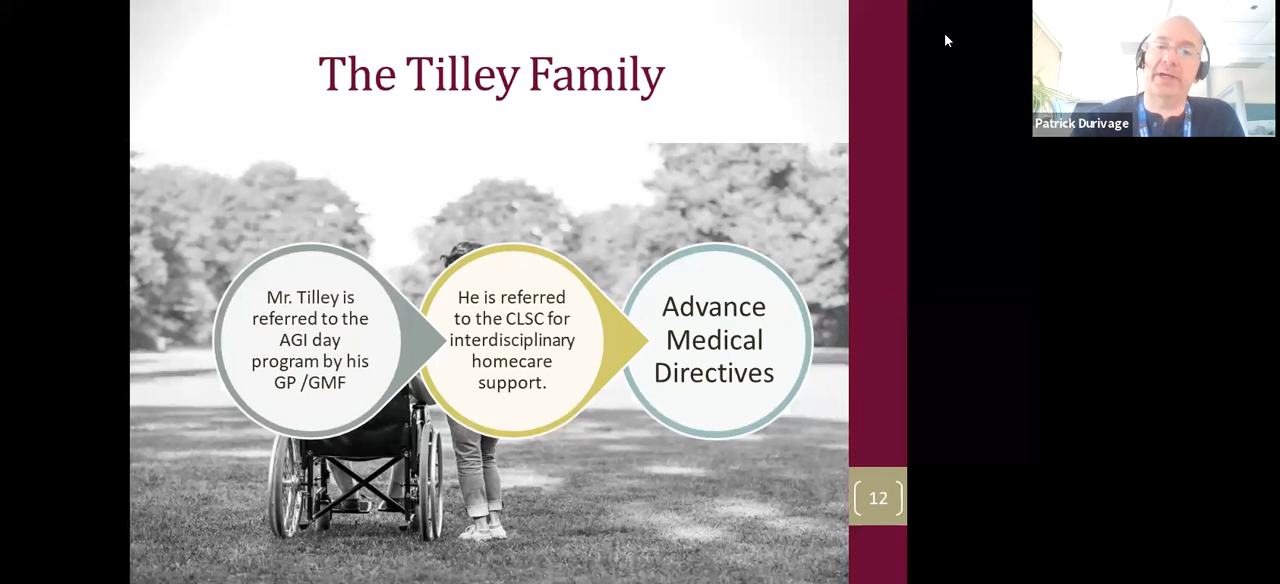 The Tilley Family
Mr. Tilley is
referred to the
AGI day
program by his
GP /GMF
He is referred
to the CLSC for
interdisciplinary
homecare
support.
Advance
Medical
Directives
12
Patrick Durivage